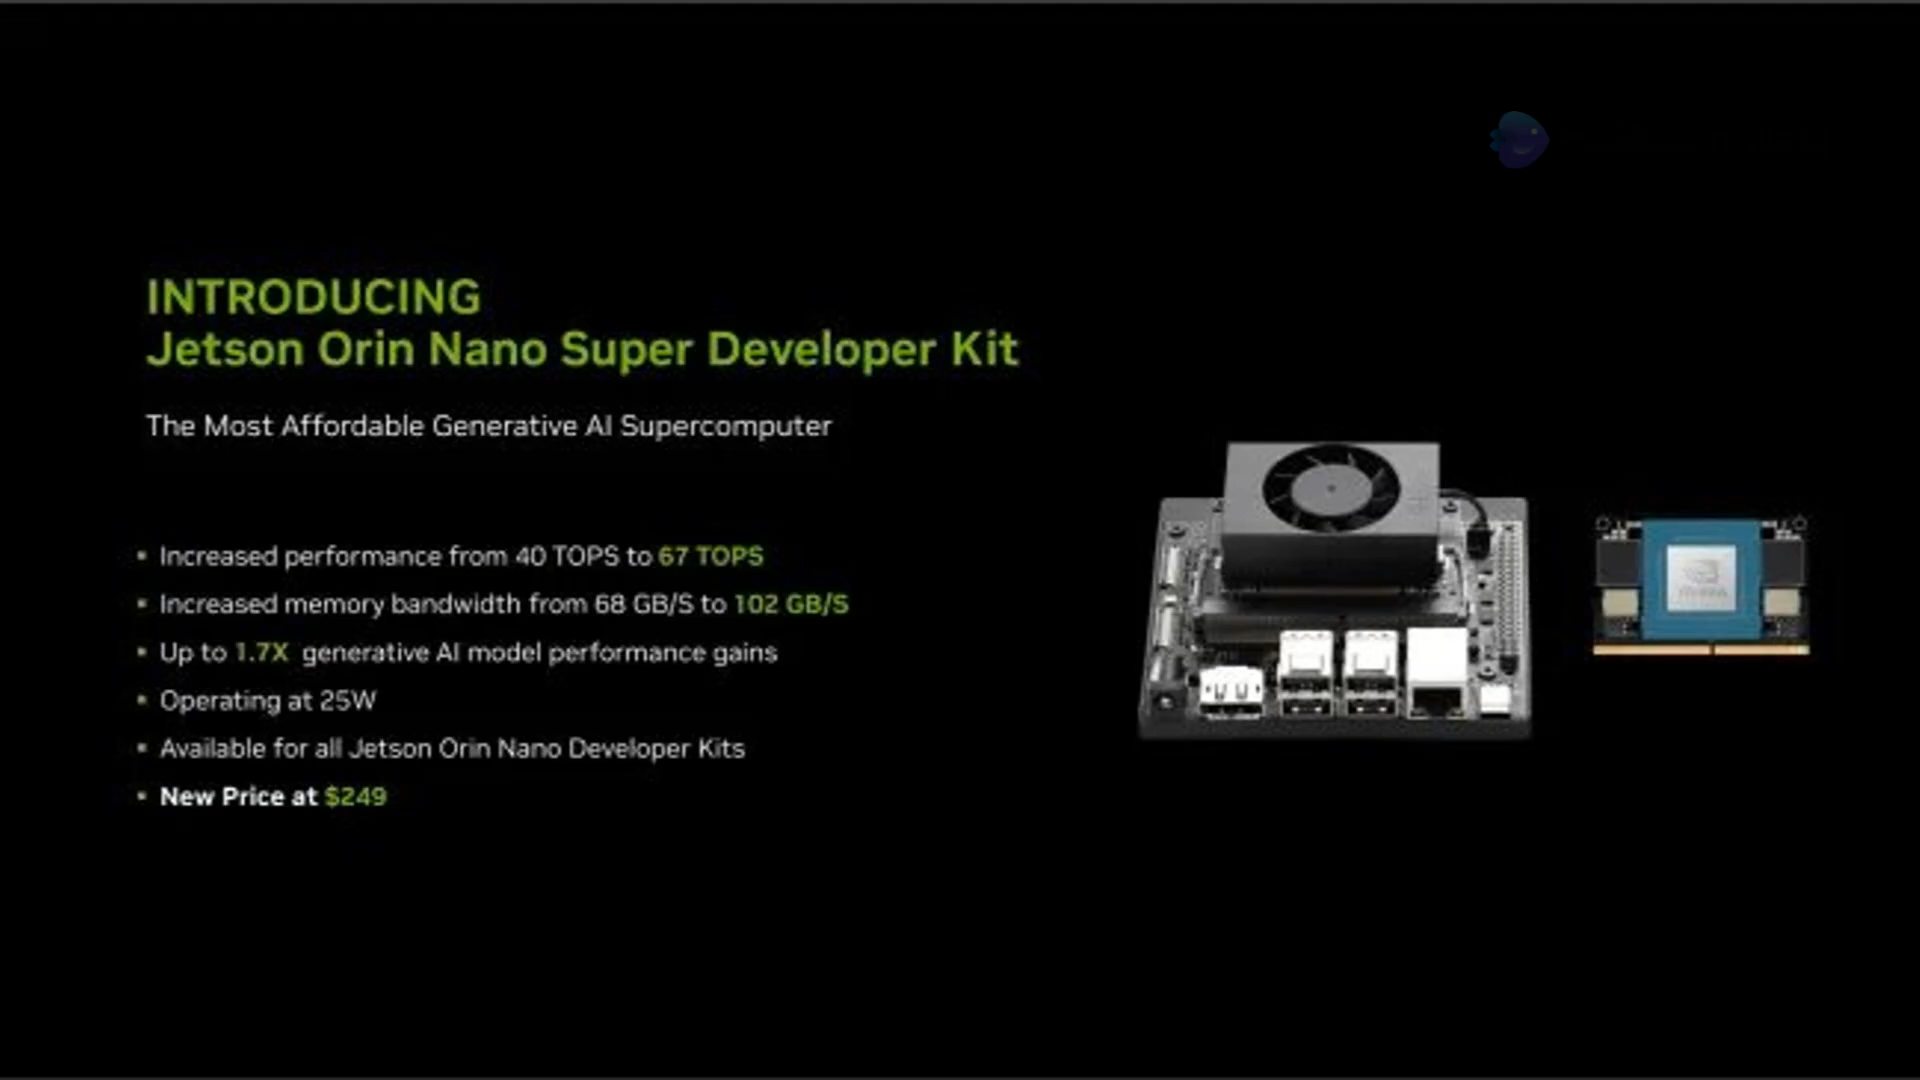 INTRODUCING
Jetson Orin Nano Super Developer Kit
The Most Affordable Generative AI Supercomputer
▪ Increased performance from 40 TOPS to 67 TOPS
▪ Increased memory bandwidth from 68 GB/S to 102 GB/S
▪ Up to 1.7X generative AI model performance gains
▪ Operating at 25W
▪ Available for all Jetson Orin Nano Developer Kits
▪ New Price at $249